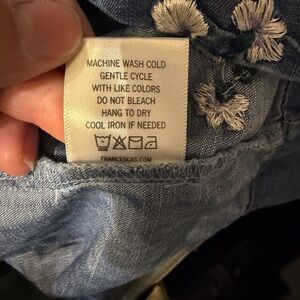 MACHINE WASH COLD
GENTLE CYCLE
WITH LIKE COLORS
DO NOT BLEACH
HANG TO DRY
COOL IRON IF NEEDED
FRANCESCAS.COM